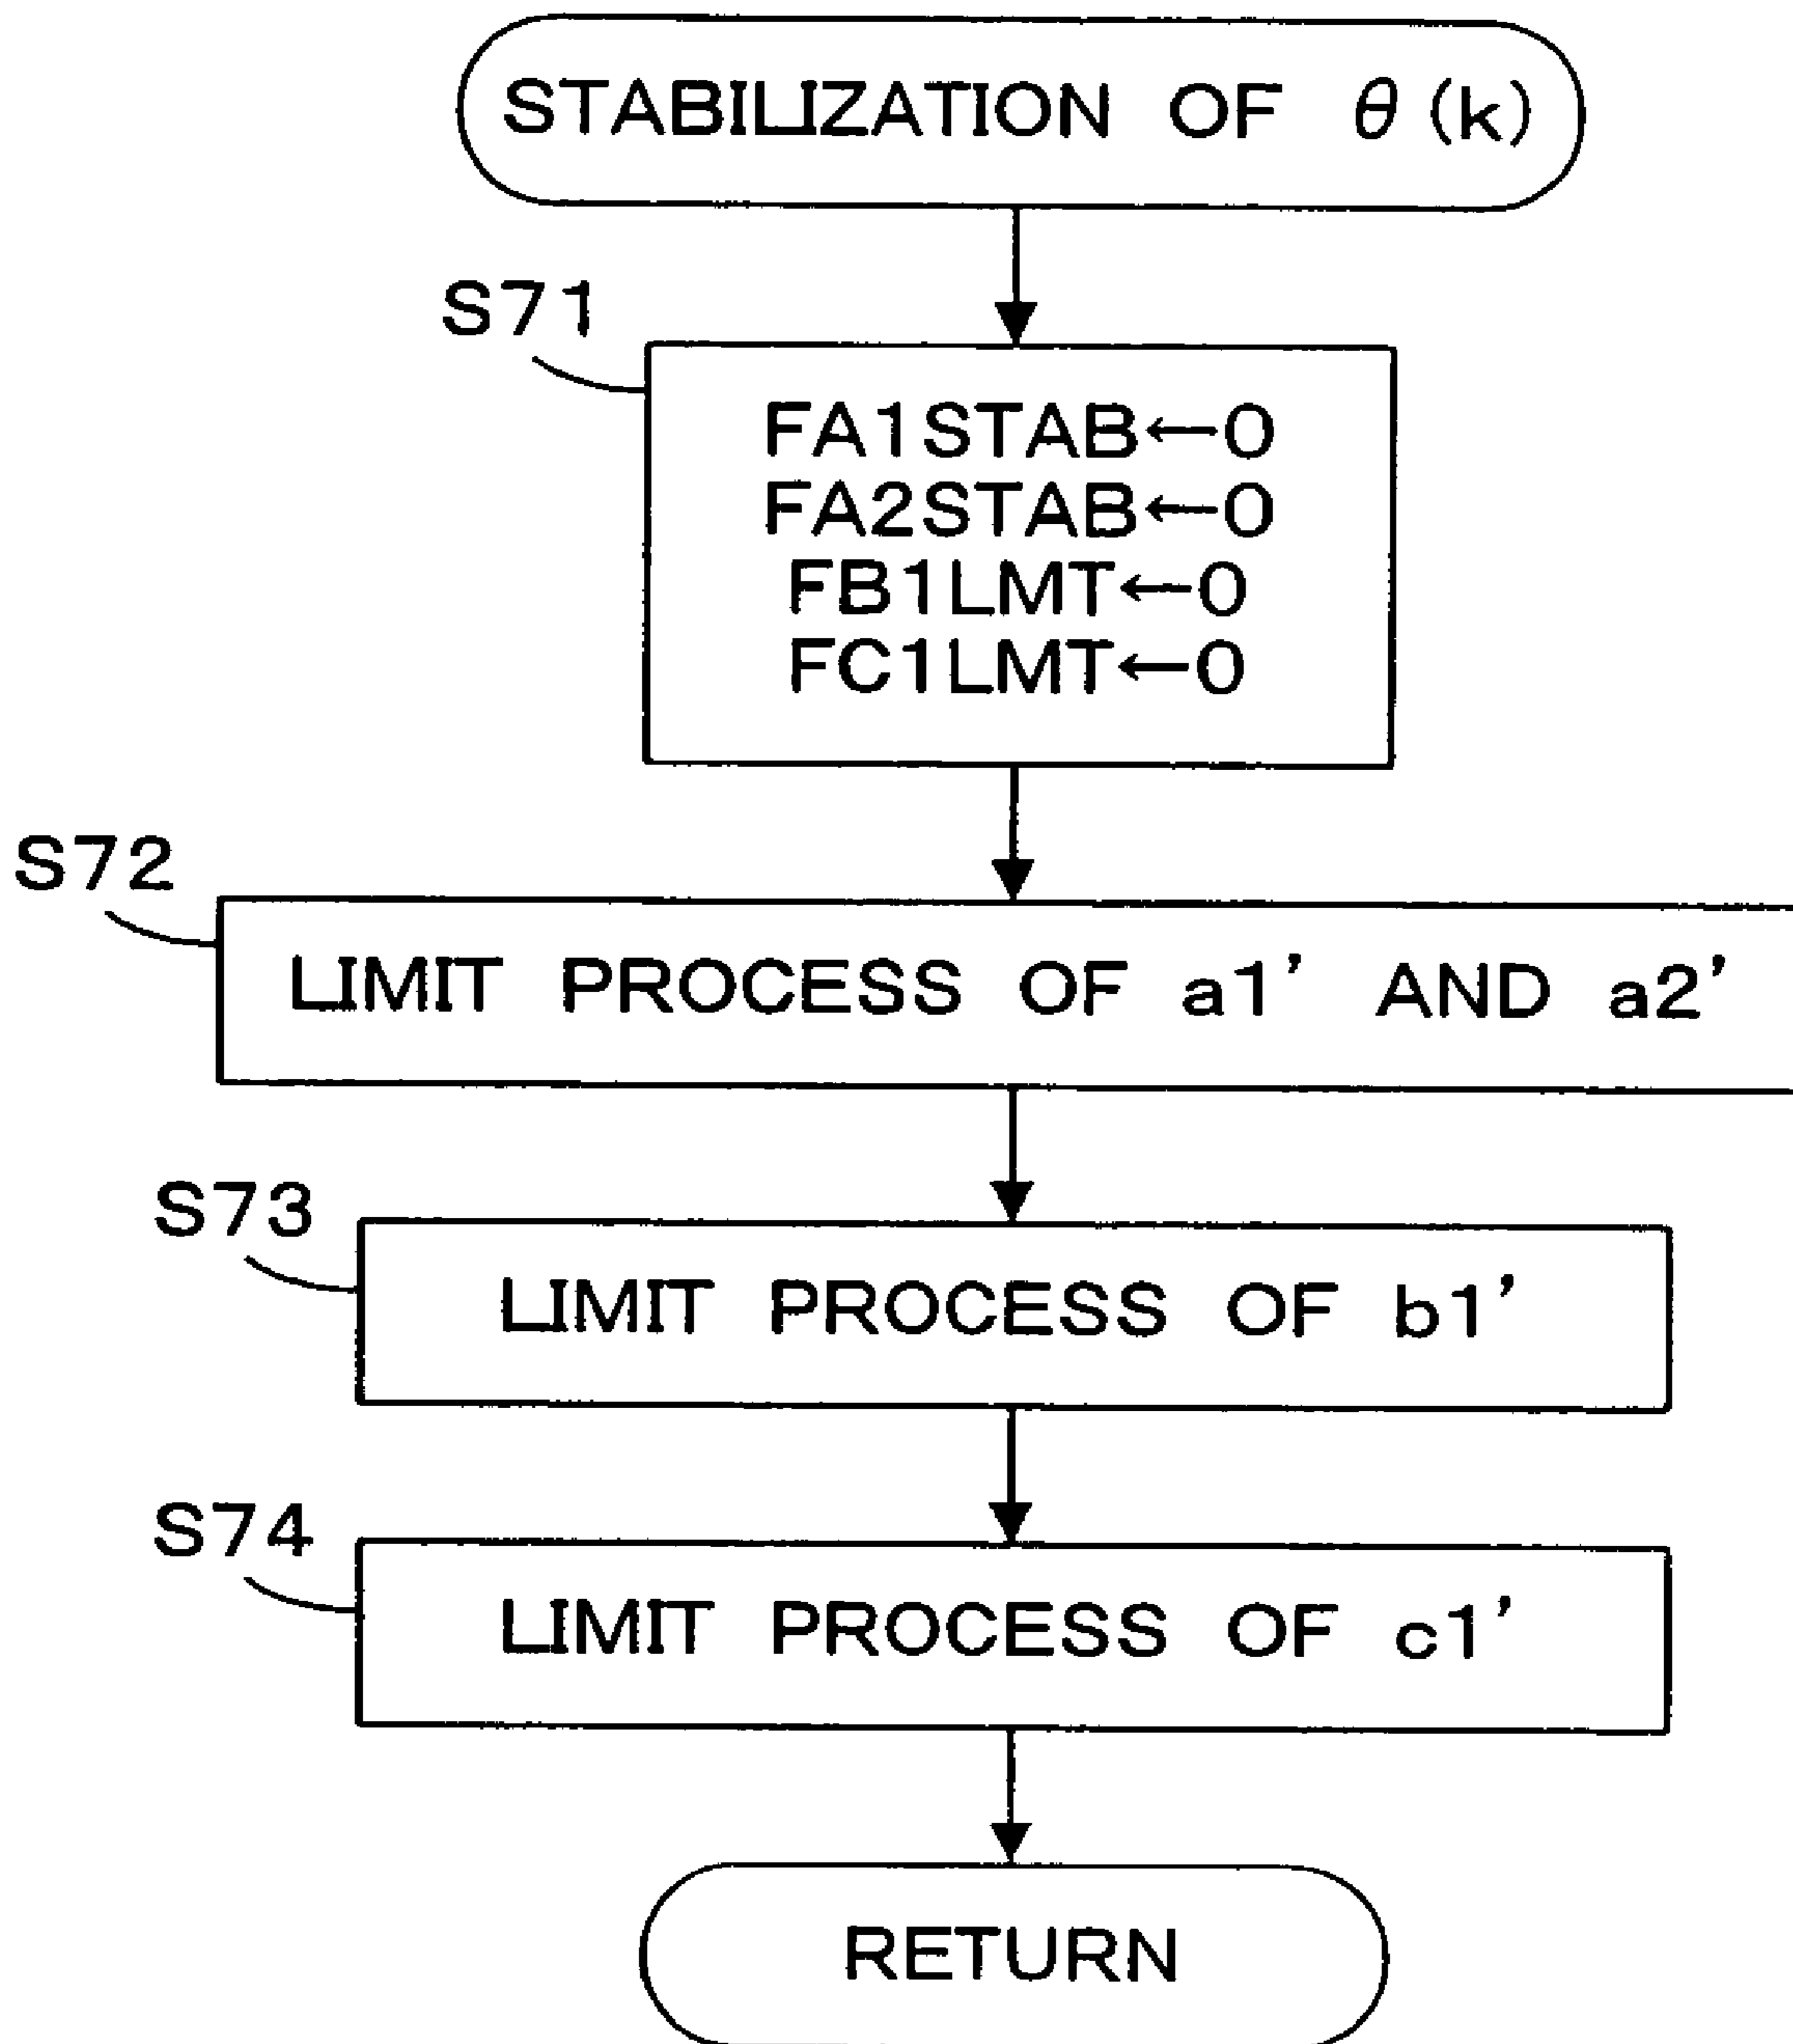 STABILIZATION OF θ (k)
S71
FA1STAB←0
FA2STAB←0
FB1LMT←0
FC1LMT←0
S72
LIMIT PROCESS OF a1' AND a2'
S73
LIMIT PROCESS OF b1'
S74
LIMIT PROCESS OF c1'
RETURN